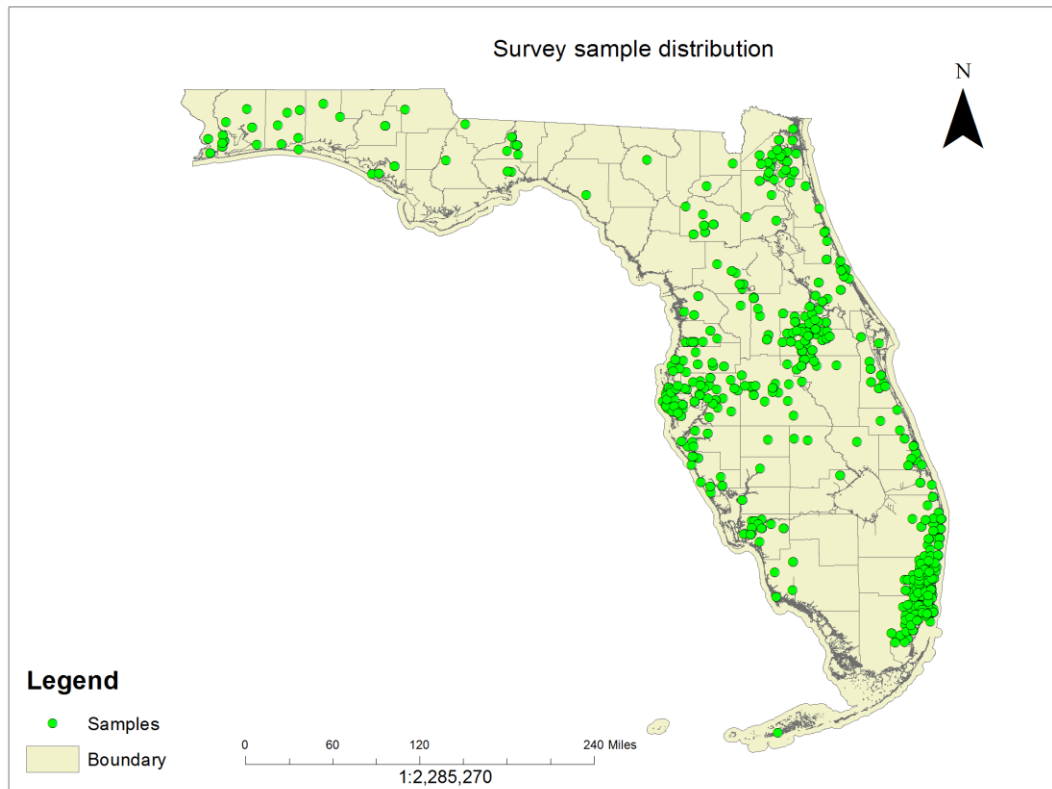 Survey sample distribution
N
Legend
Samples
Boundary
0 60 120 240 Miles
1:2,285,270